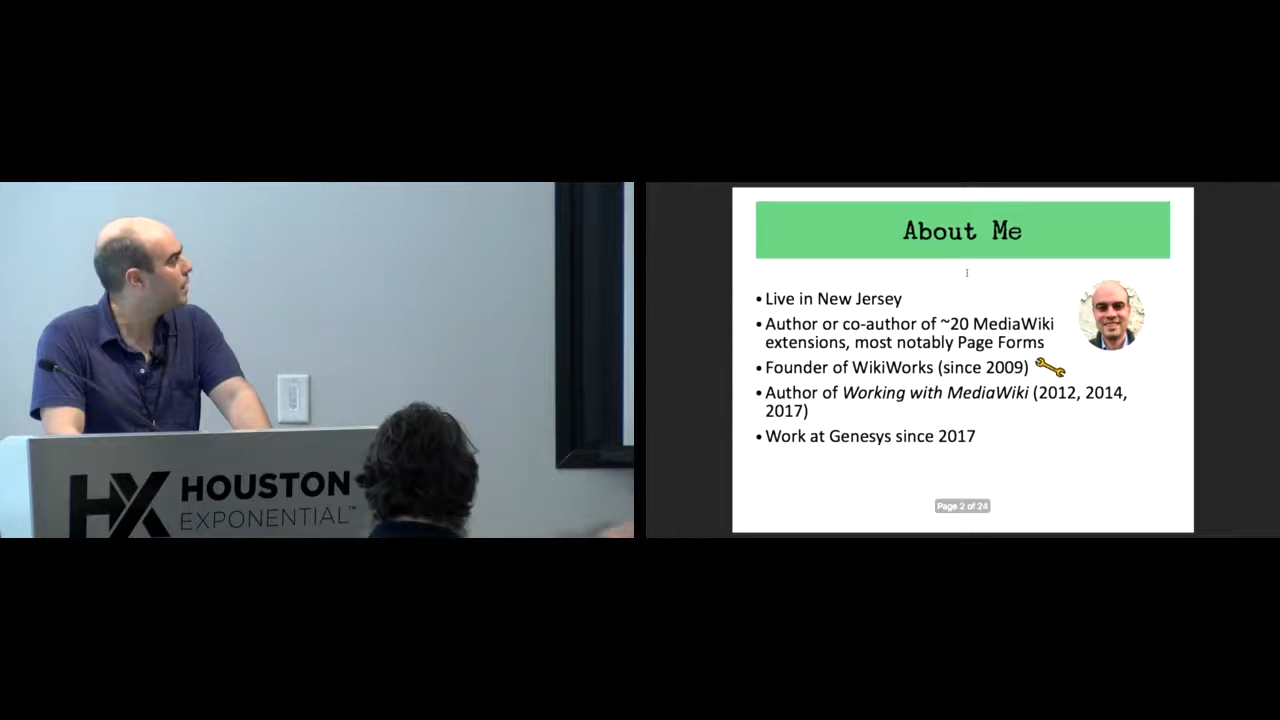 HX HOUSTON
EXPONENTIAL™
About Me
• Live in New Jersey
• Author or co-author of ~20 MediaWiki
extensions, most notably Page Forms
• Founder of WikiWorks (since 2009)
• Author of Working with MediaWiki (2012, 2014,
2017)
• Work at Genesys since 2017
Page 2 of 24